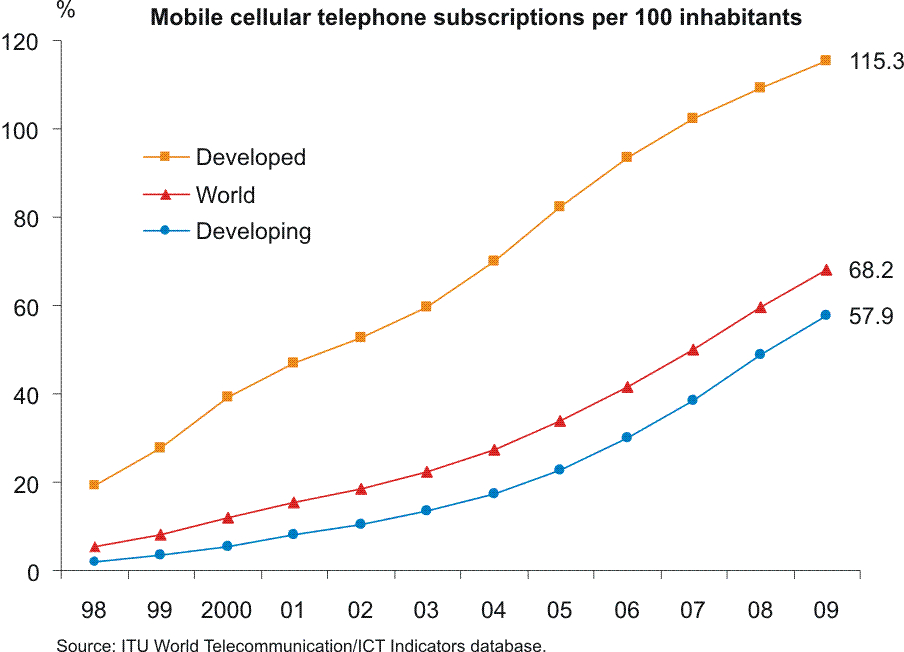 %
Mobile cellular telephone subscriptions per 100 inhabitants
120
100
80
60
40
20
0
Developed
World
Developing
115.3
68.2
57.9
98 99 2000 01 02 03 04 05 06 07 08 09
Source: ITU World Telecommunication/ICT Indicators database.